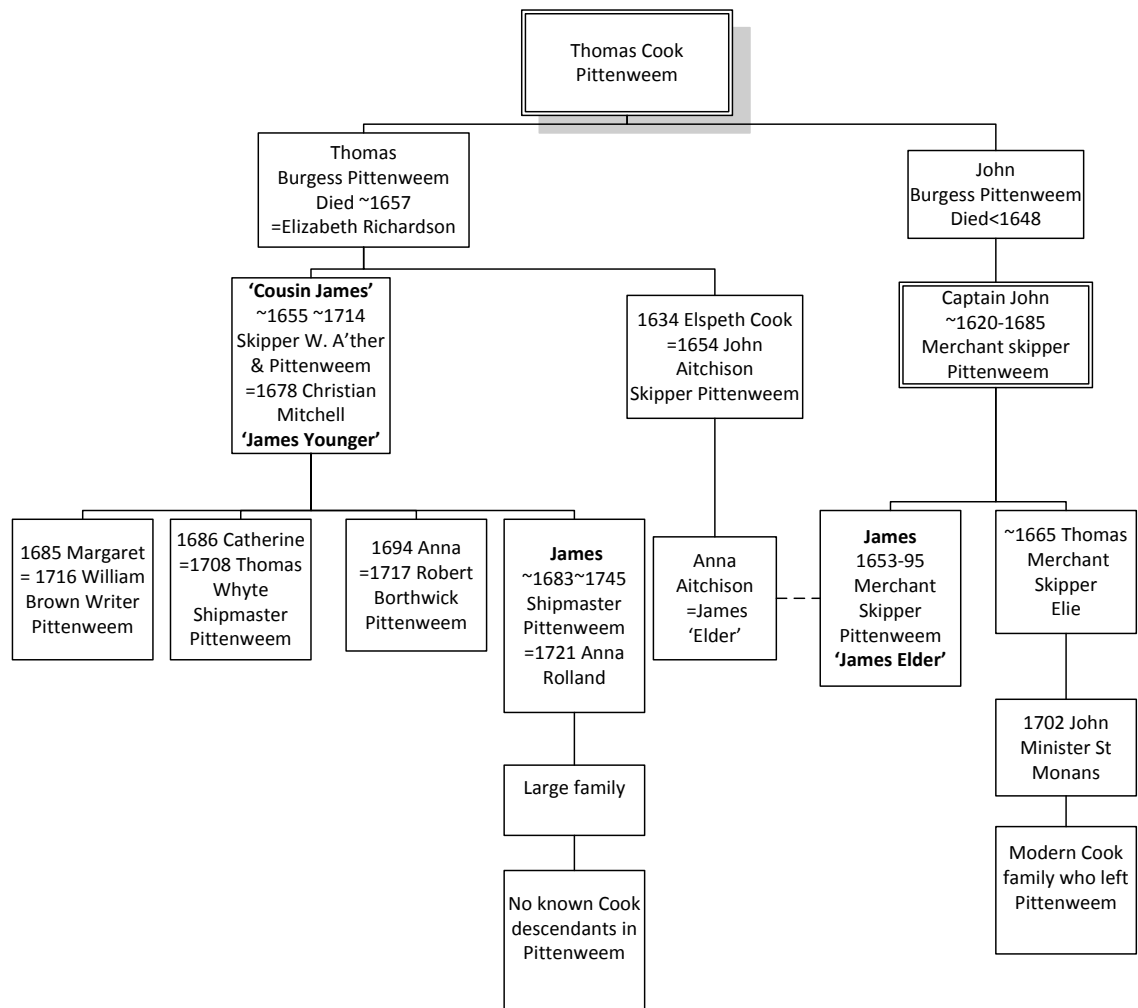 Thomas Cook
Pittenweem
Thomas
Burgess Pittenweem
Died ~1657
=Elizabeth Richardson
John
Burgess Pittenweem
Died<1648
‘Cousin James’
~1655 ~1714
Skipper W. A’ther
& Pittenweem
=1678 Christian
Mitchell
‘James Younger’
1634 Elspeth Cook
=1654 John
Aitchison
Skipper Pittenweem
Captain John
~1620-1685
Merchant skipper
Pittenweem
1685 Margaret
= 1716 William
Brown Writer
Pittenweem
1686 Catherine
=1708 Thomas
Whyte
Shipmaster
Pittenweem
1694 Anna
=1717 Robert
Borthwick
Pittenweem
James
~1683~1745
Shipmaster
Pittenweem
=1721 Anna
Rolland
Anna
Aitchison
=James
‘Elder’
James
1653-95
Merchant
Skipper
Pittenweem
‘James Elder’
~1665 Thomas
Merchant
Skipper
Elie
1702 John
Minister St
Monans
Large family
Modern Cook
family who left
Pittenweem
No known Cook
descendants in
Pittenweem